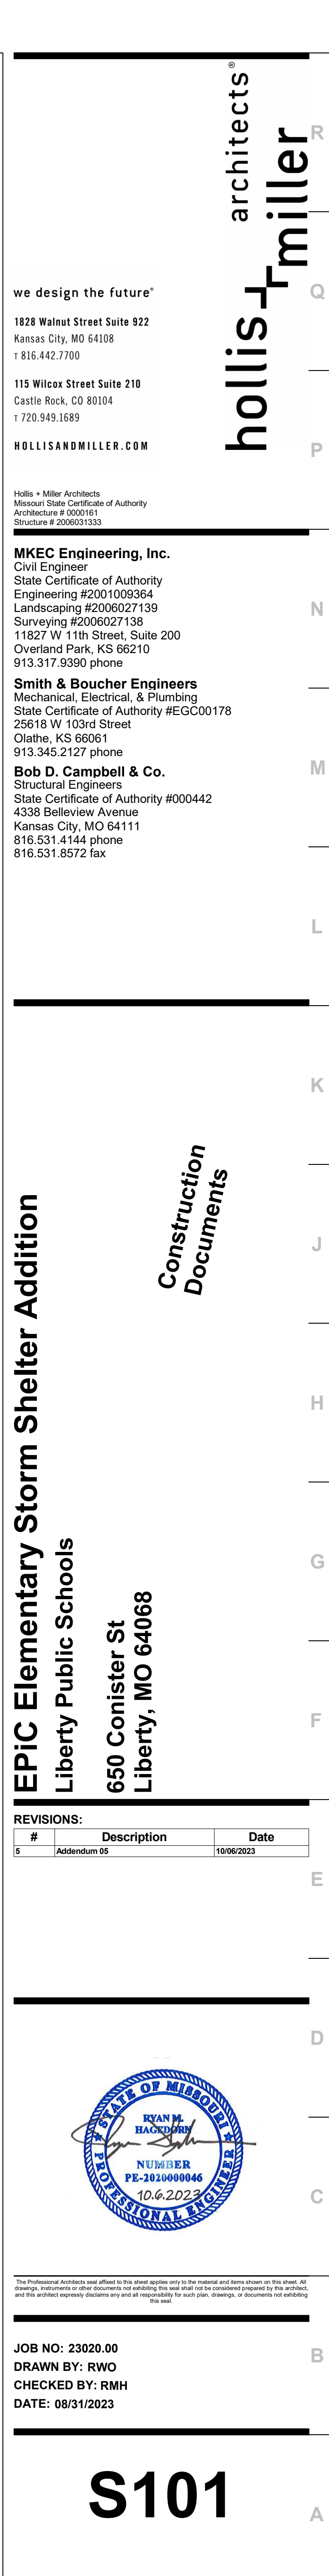 hollis + miller
architects®
we design the future®
1828 Walnut Street Suite 922
Kansas City, MO 64108
T 816.442.7700
115 Wilcox Street Suite 210
Castle Rock, CO 80104
T 720.949.1689
HOLLISANDMILLER.COM
Hollis + Miller Architects
Missouri State Certificate of Authority
Architecture # 0000161
Structure # 2006031333
MKEC Engineering, Inc.
Civil Engineer
State Certificate of Authority
Engineering #2001009364
Landscaping #2006027139
Surveying #2006027138
11827 W 11th Street, Suite 200
Overland Park, KS 66210
913.317.9390 phone
Smith & Boucher Engineers
Mechanical, Electrical, & Plumbing
State Certificate of Authority #EGC00178
25618 W 103rd Street
Olathe, KS 66061
913.345.2127 phone
Bob D. Campbell & Co.
Structural Engineers
State Certificate of Authority #000442
4338 Belleview Avenue
Kansas City, MO 64111
816.531.4144 phone
816.531.8572 fax
Construction
Documents
EPiC Elementary Storm Shelter Addition
Liberty Public Schools
650 Conister St
Liberty, MO 64068
REVISIONS:
# Description Date
5 Addendum 05 10/06/2023
STATE OF MISSOURI
RYAN M.
HAGEDORN
NUMBER
PE-2020000046
10.6.2023
PROFESSIONAL ENGINEER
The Professional Architects seal affixed to this sheet applies only to the material and items shown on this sheet. All
drawings, instruments or other documents not exhibiting this seal shall not be considered prepared by this architect,
and this architect expressly disclaims any and all responsibility for such plan, drawings, or documents not exhibiting
this seal.
JOB NO: 23020.00
DRAWN BY: RWO
CHECKED BY: RMH
DATE: 08/31/2023
S101
R
Q
P
N
M
L
K
J
H
G
F
E
D
C
B
A